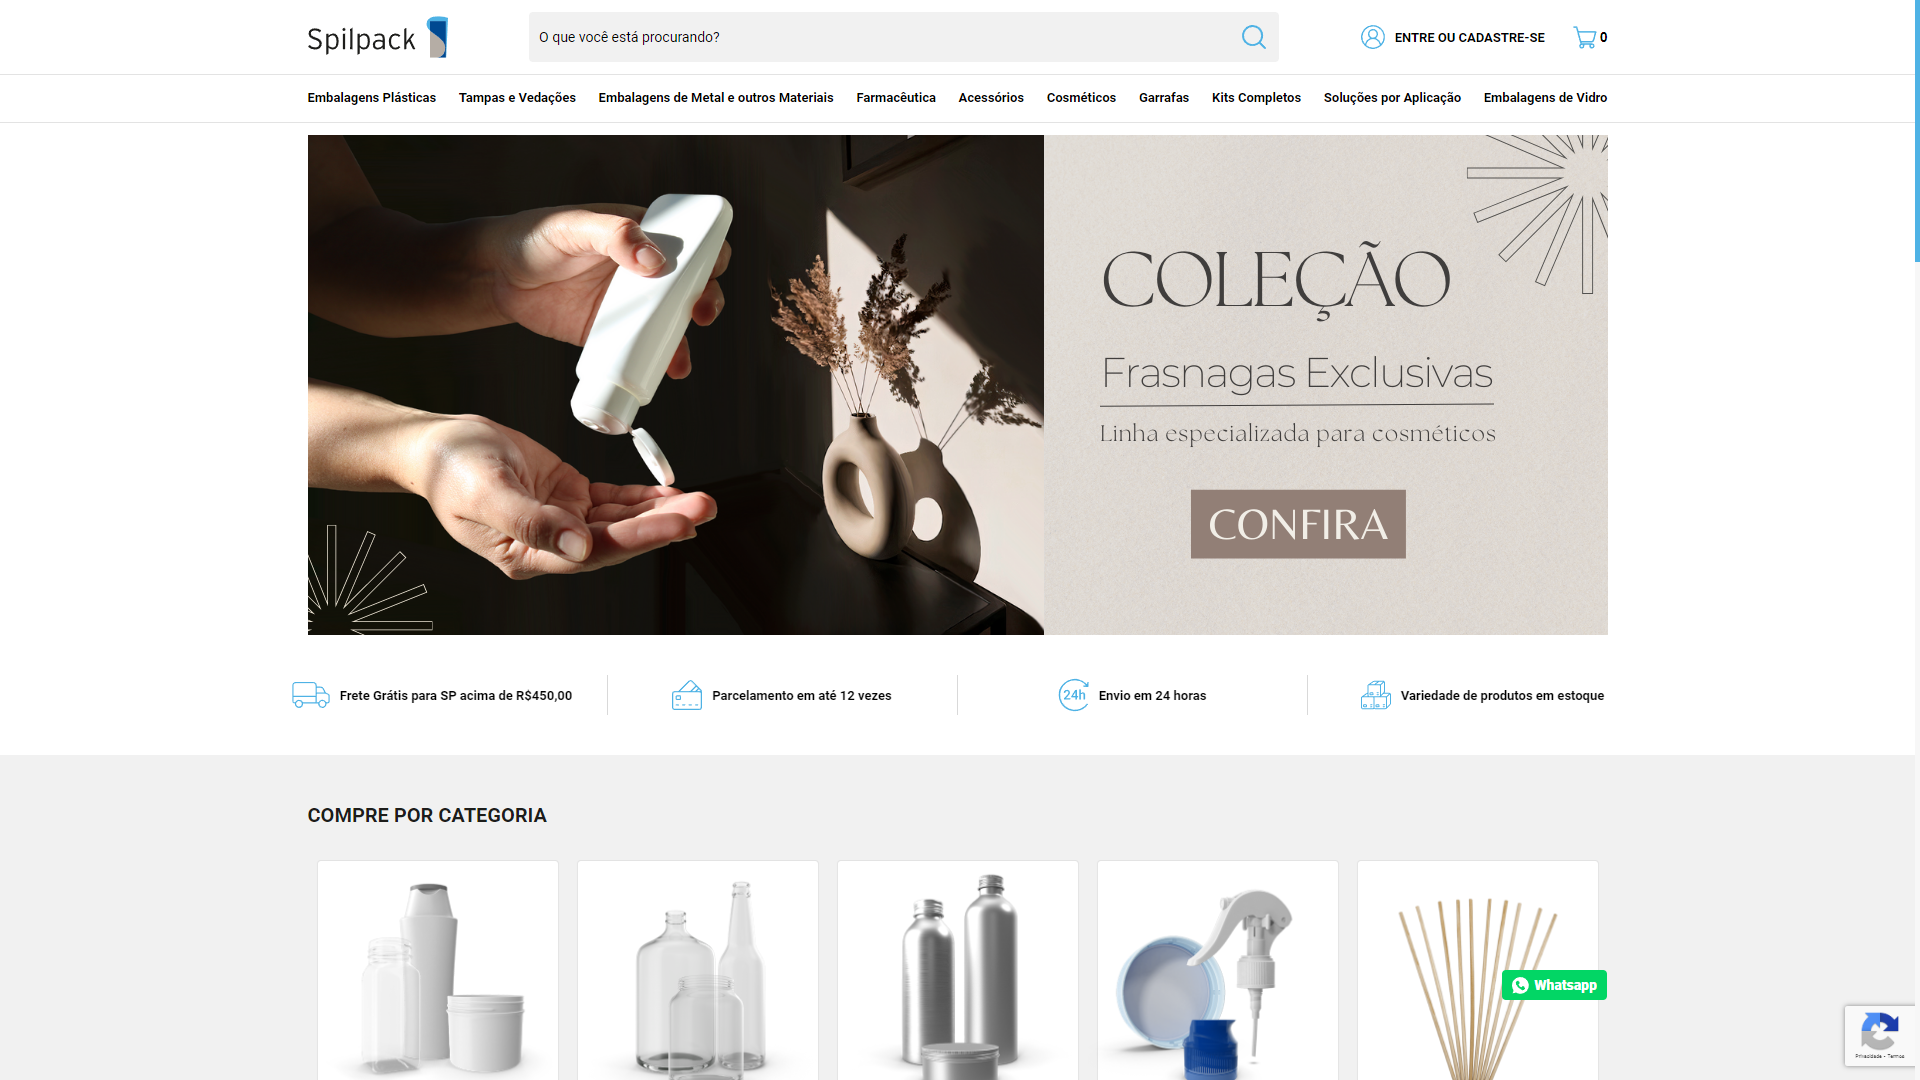 Spilpack
O que você está procurando?
ENTRE OU CADASTRE-SE
0
Embalagens Plásticas
Tampas e Vedações
Embalagens de Metal e outros Materiais
Farmacêutica
Acessórios
Cosméticos
Garrafas
Kits Completos
Soluções por Aplicação
Embalagens de Vidro
COLEÇÃO
Frasnagas Exclusivas
Linha especializada para cosméticos
CONFIRA
Frete Grátis para SP acima de R$450,00
Parcelamento em até 12 vezes
24h
Envio em 24 horas
Variedade de produtos em estoque
COMPRE POR CATEGORIA
Whatsapp
Privacidade - Termos